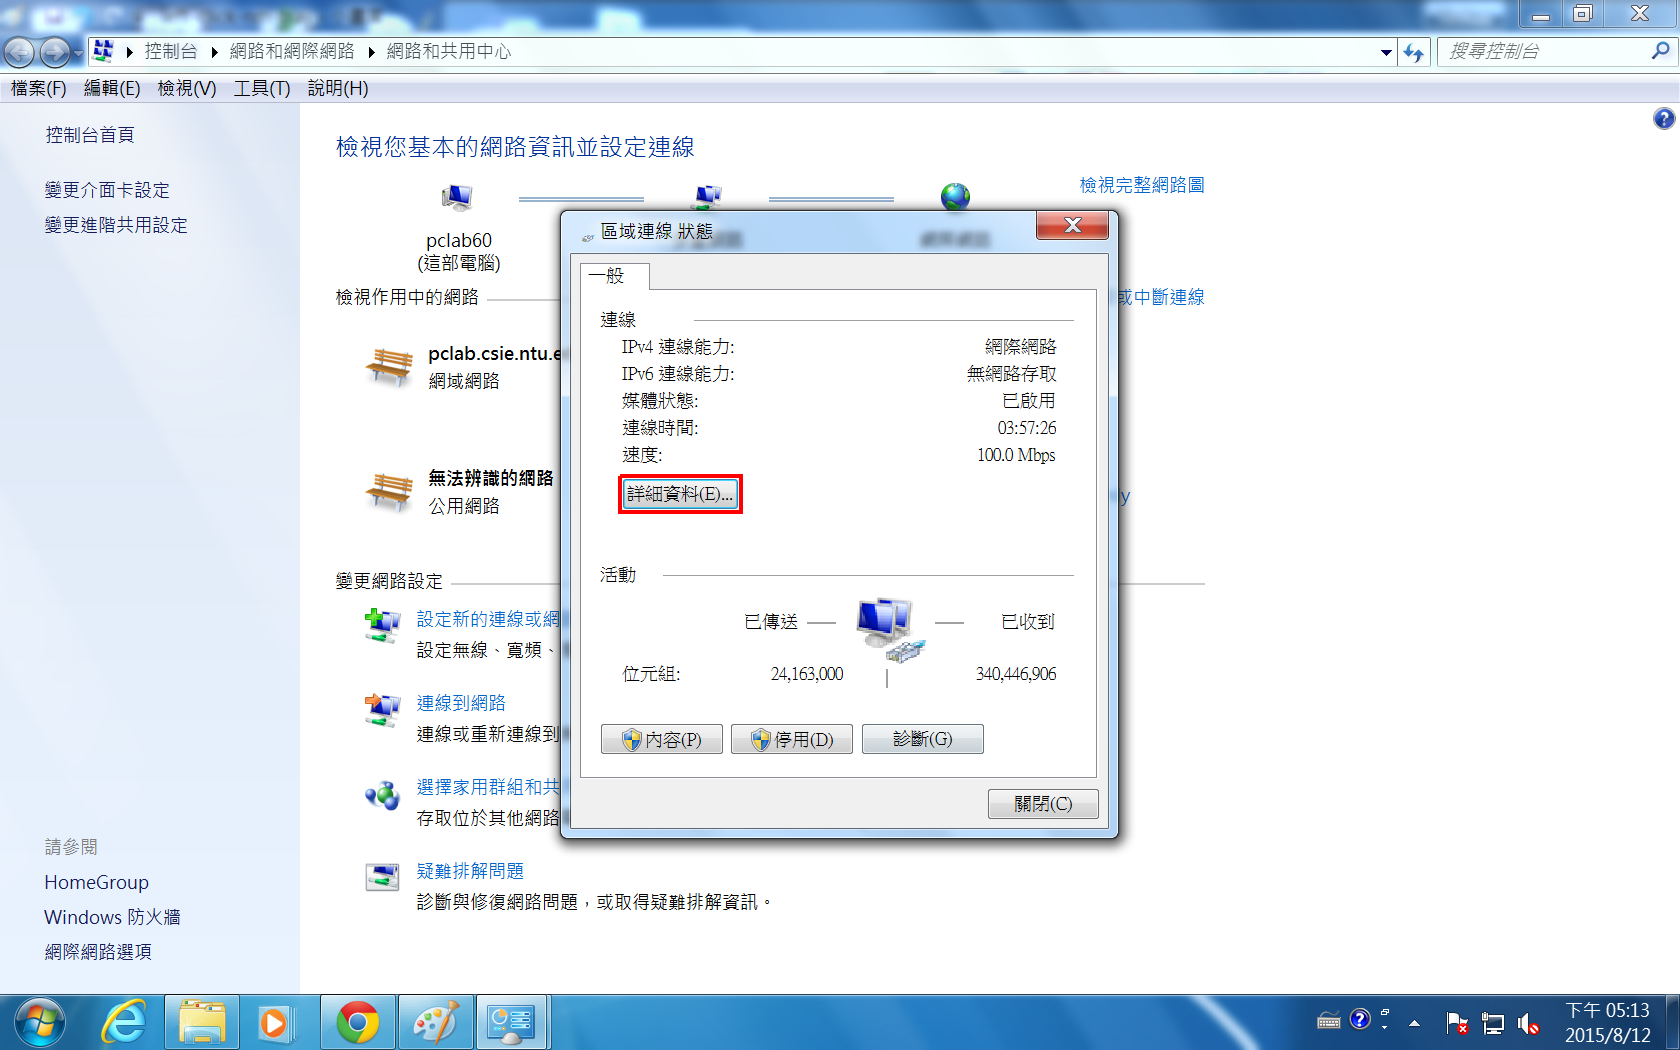 控制台 網路和網際網路 網路和共用中心
搜尋控制台
檔案(F) 編輯(E) 檢視(V) 工具(T) 說明(H)
控制台首頁
變更介面卡設定
變更進階共用設定
檢視您基本的網路資訊並設定連線
檢視完整網路圖
pclab60
(這部電腦)
檢視作用中的網路
或中斷連線
pclab.csie.ntu.e
網域網路
無法辨識的網路
公用網路
y
變更網路設定
設定新的連線或網
設定無線、寬頻、
連線到網路
連線或重新連線到
選擇家用群組和共
存取位於其他網路
疑難排解問題
診斷與修復網路問題，或取得疑難排解資訊。
區域連線 狀態
一般
連線
IPv4 連線能力: 網際網路
IPv6 連線能力: 無網路存取
媒體狀態: 已啟用
連線時間: 03:57:26
速度: 100.0 Mbps
詳細資料(E)...
活動
已傳送 已收到
位元組: 24,163,000 340,446,906
內容(P) 停用(D) 診斷(G)
關閉(C)
請參閱
HomeGroup
Windows 防火牆
網際網路選項
下午 05:13
2015/8/12